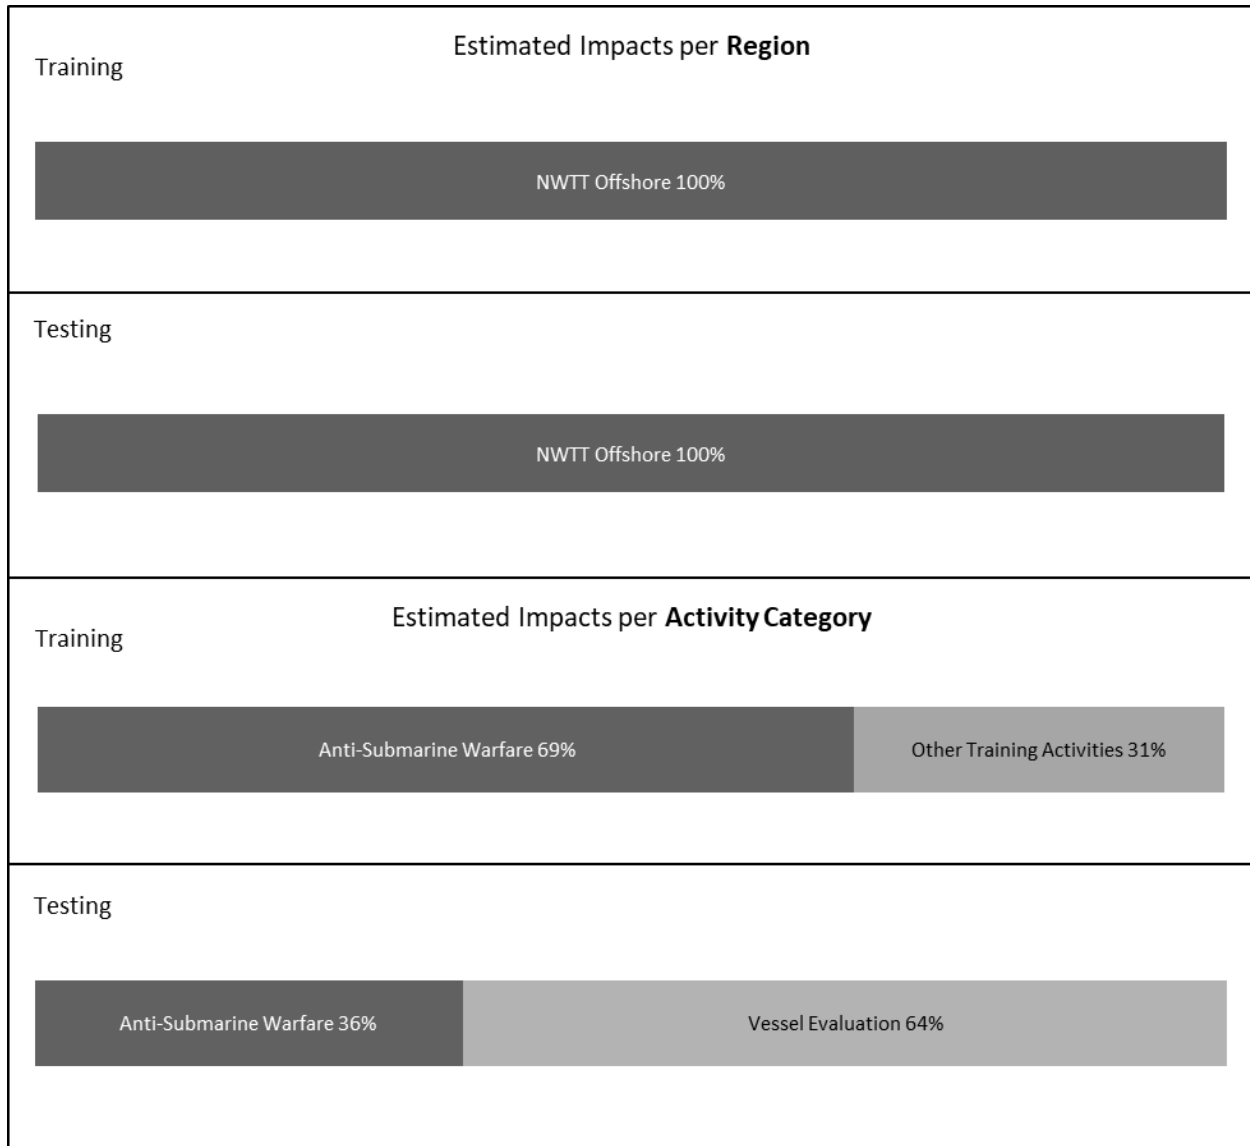 Estimated Impacts per Region
Training
NWTT Offshore 100%
Testing
NWTT Offshore 100%
Estimated Impacts per Activity Category
Training
Anti-Submarine Warfare 69%
Other Training Activities 31%
Testing
Anti-Submarine Warfare 36%
Vessel Evaluation 64%